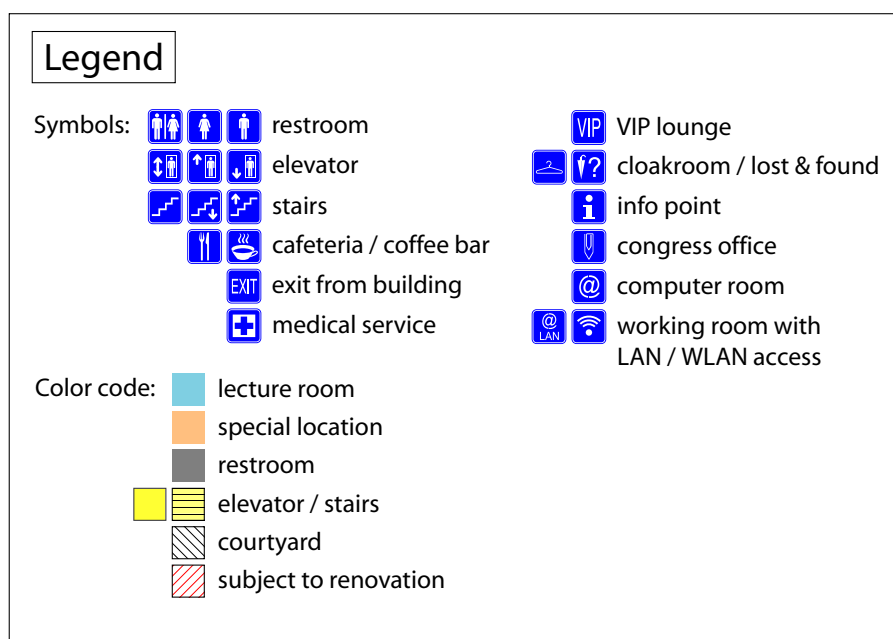 Legend
Symbols:
restroom
elevator
stairs
cafeteria / coffee bar
EXIT exit from building
medical service
VIP VIP lounge
? cloakroom / lost & found
i info point
congress office
@ computer room
@ LAN working room with
LAN / WLAN access
Color code:
lecture room
special location
restroom
elevator / stairs
courtyard
subject to renovation